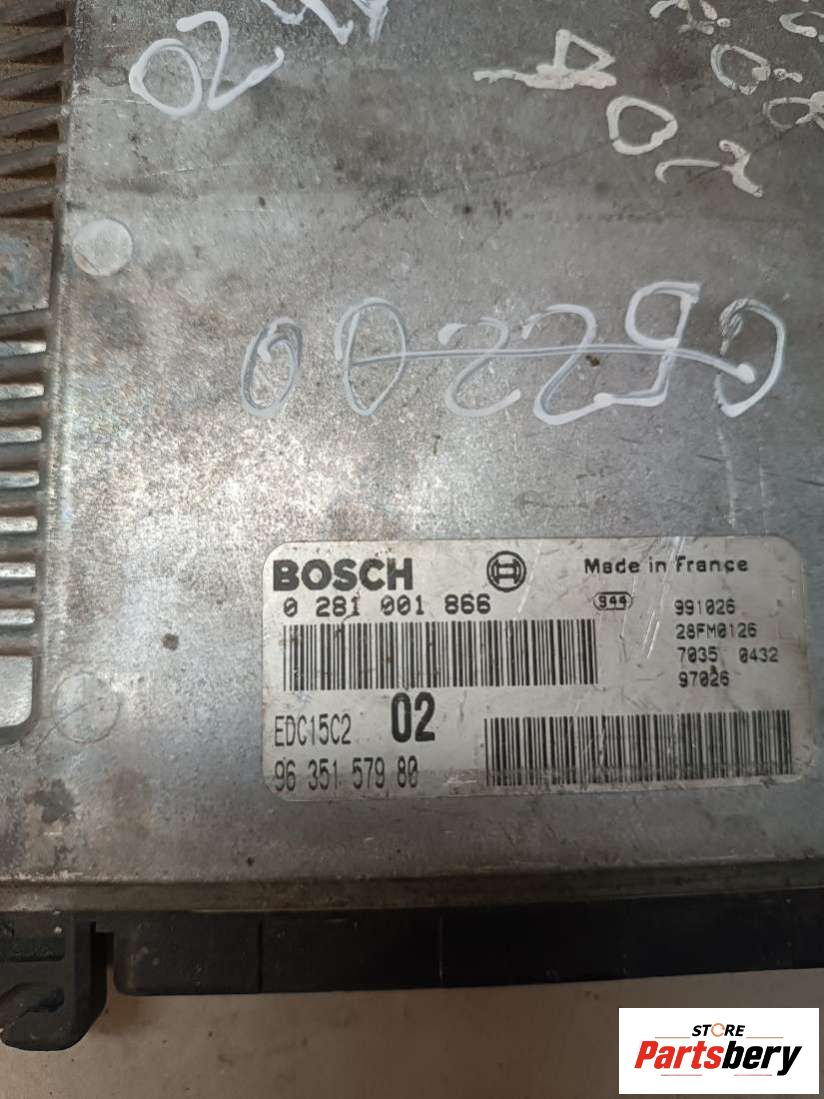 BOSCH
Made in France
0 281 001 866
944
991026
28FM0126
7035 0432
97026
EDC15C2
02
96 351 579 80
STORE
Partsbery